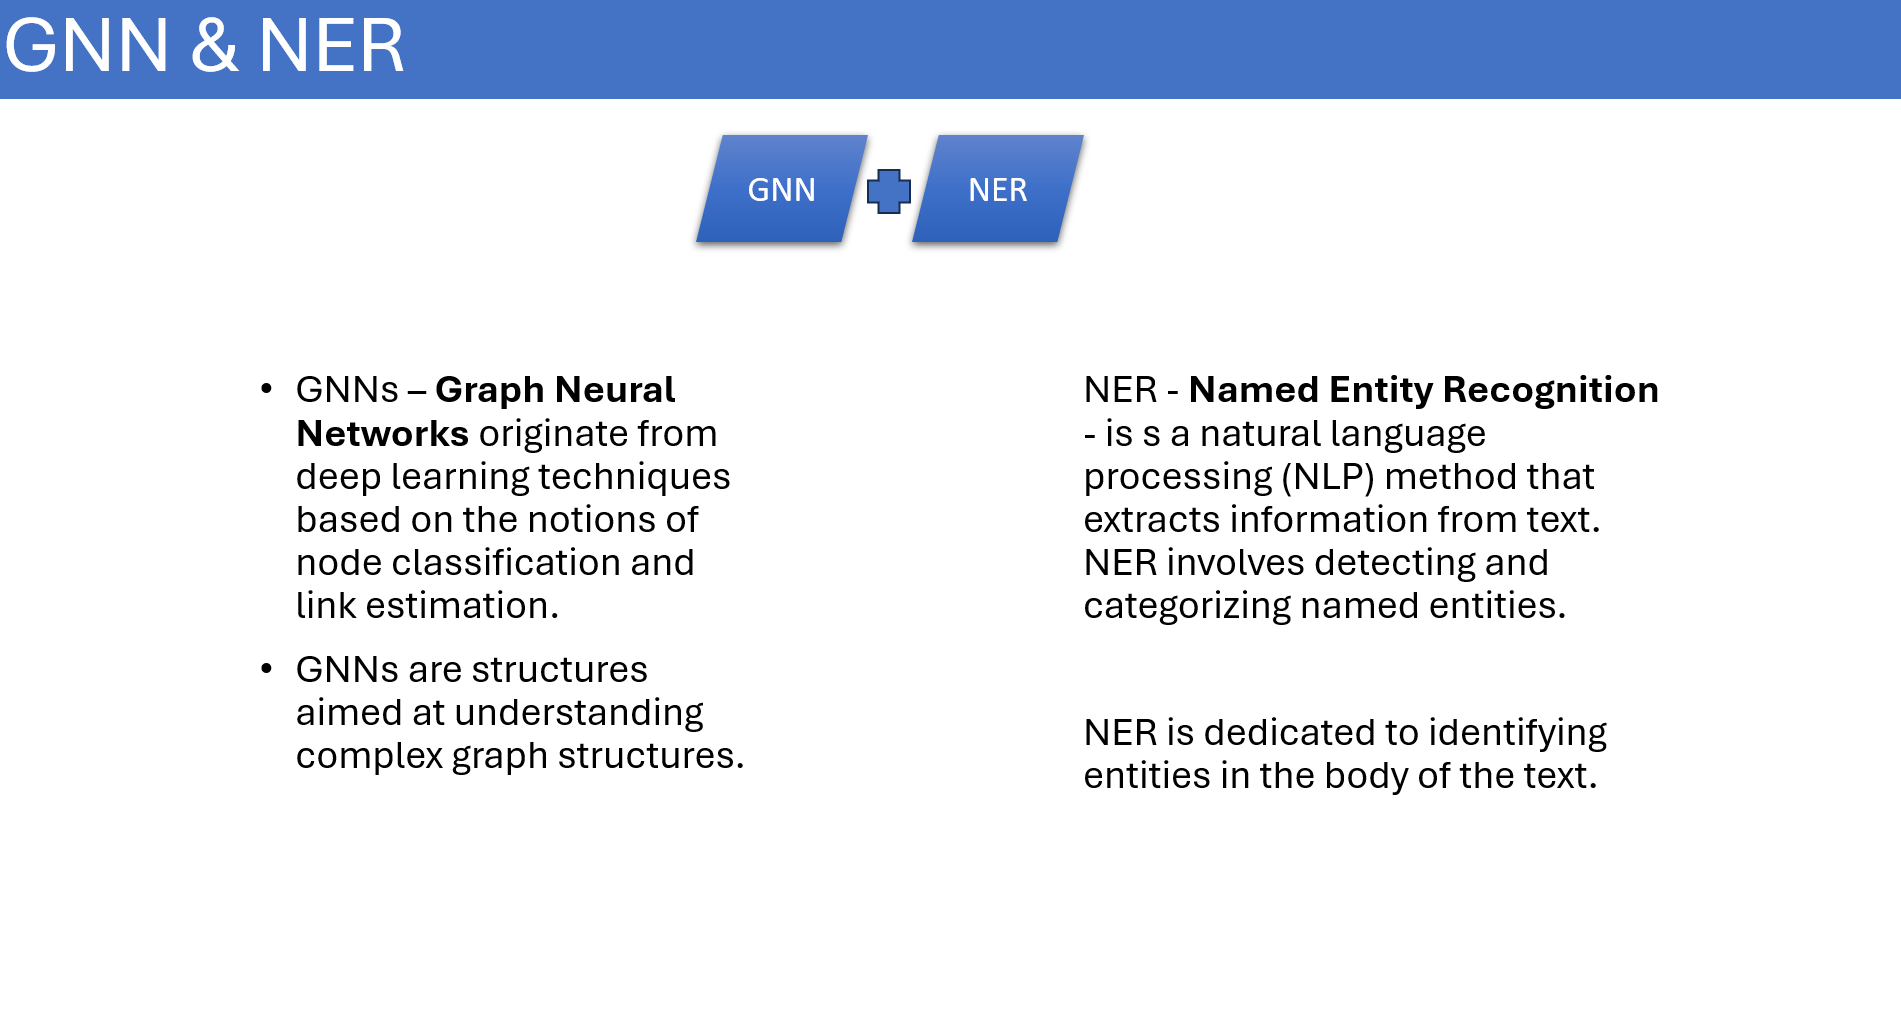 GNN & NER
GNN
NER
• GNNs – Graph Neural
Networks originate from
deep learning techniques
based on the notions of
node classification and
link estimation.
• GNNs are structures
aimed at understanding
complex graph structures.
NER - Named Entity Recognition
- is s a natural language
processing (NLP) method that
extracts information from text.
NER involves detecting and
categorizing named entities.
NER is dedicated to identifying
entities in the body of the text.